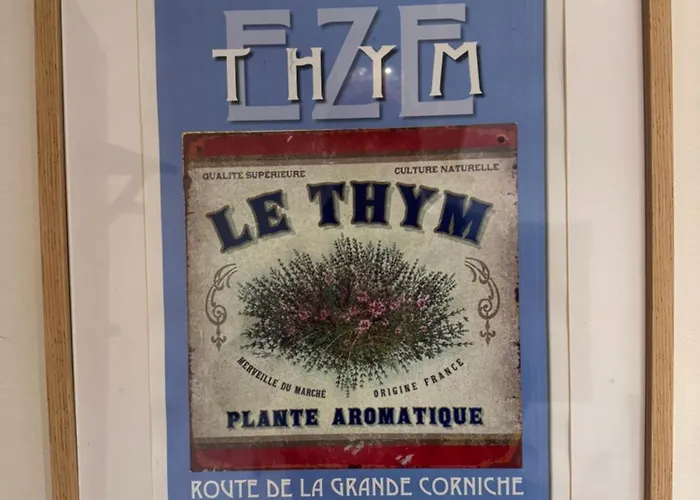 EZE
THYM
QUALITÉ SUPÉRIEURE
CULTURE NATURELLE
LE THYM
MERVEILLE DU MARCHÉ
ORIGINE FRANCE
PLANTE AROMATIQUE
ROUTE DE LA GRANDE CORNICHE